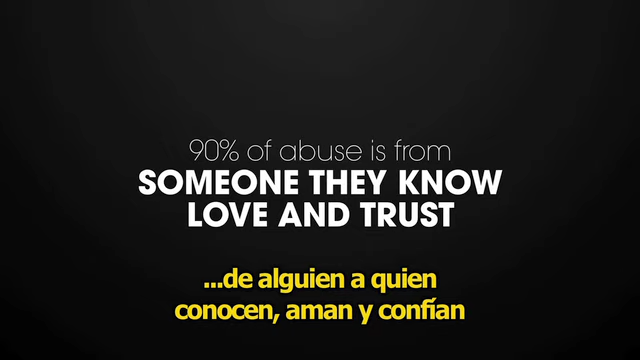 90% of abuse is from
SOMEONE THEY KNOW
LOVE AND TRUST
...de alguien a quien
conocen, aman y confían